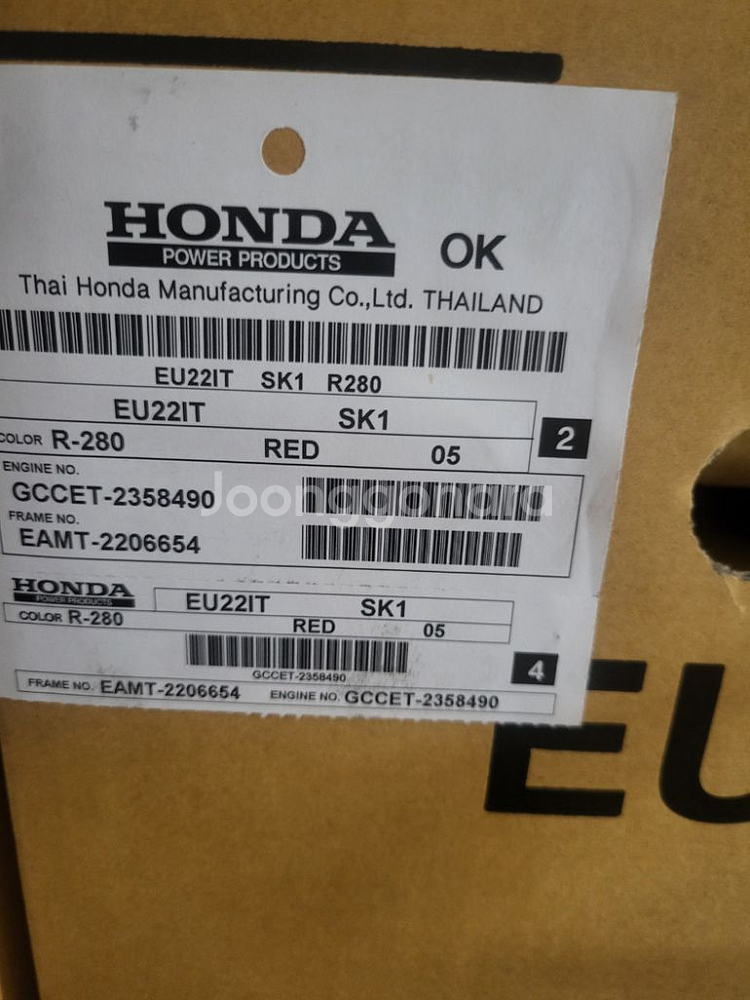 HONDA
POWER PRODUCTS
OK
Thai Honda Manufacturing Co.,Ltd. THAILAND
EU22IT SK1 R280
EU22IT SK1
2
COLOR R-280 RED 05
ENGINE NO.
GCCET-2358490
Joonggonara
FRAME NO.
EAMT-2206654
HONDA
POWER PRODUCTS
EU22IT SK1
COLOR R-280 RED 05
GCCET-2358490
4
FRAME NO. EAMT-2206654 ENGINE NO. GCCET-2358490
EU